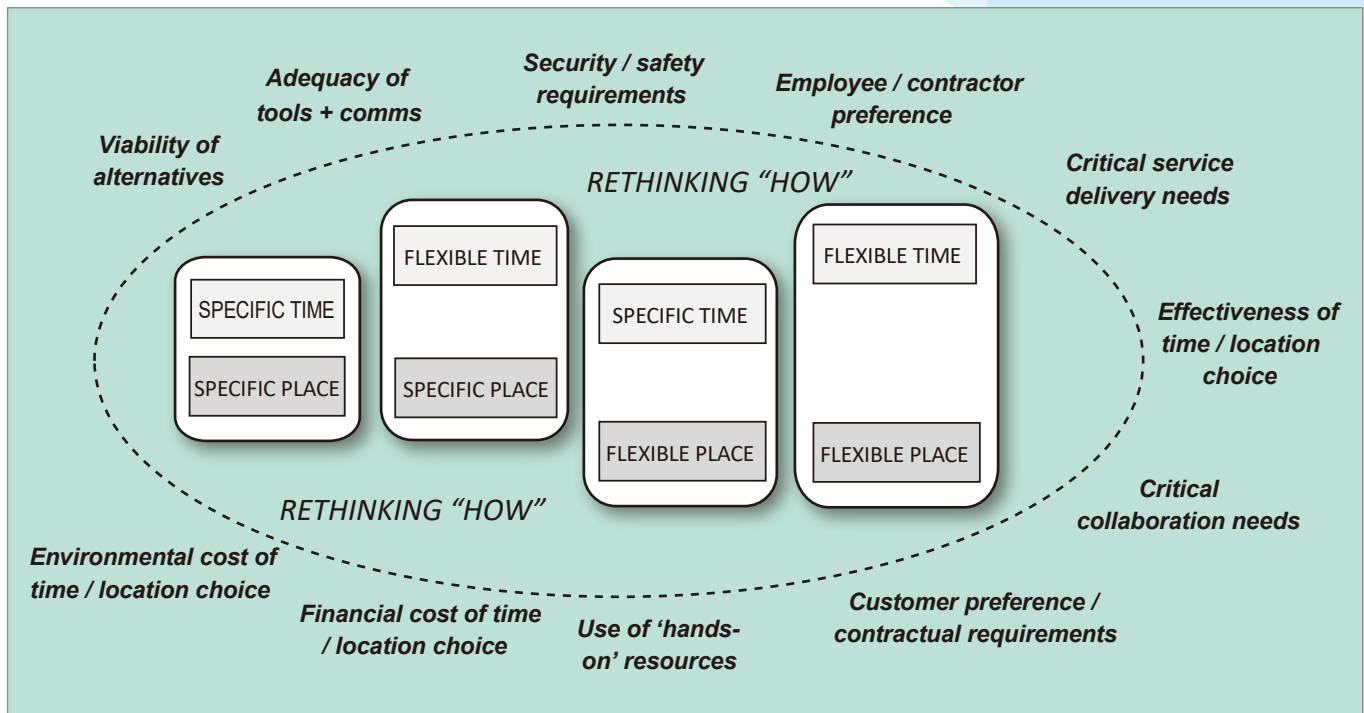 Adequacy of
tools + comms
Security / safety
requirements
Employee / contractor
preference
Viability of
alternatives
Critical service
delivery needs
RETHINKING “HOW”
SPECIFIC TIME
SPECIFIC PLACE
FLEXIBLE TIME
SPECIFIC PLACE
SPECIFIC TIME
FLEXIBLE PLACE
FLEXIBLE TIME
FLEXIBLE PLACE
Effectiveness of
time / location
choice
RETHINKING “HOW”
Critical
collaboration needs
Environmental cost of
time / location choice
Financial cost of time
/ location choice
Use of ‘hands-
on’ resources
Customer preference /
contractual requirements